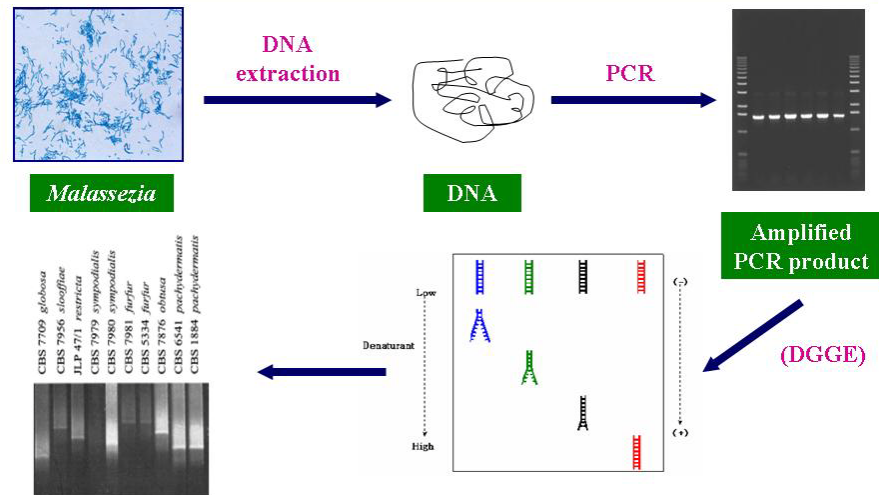 DNA
extraction
PCR
Malassezia
DNA
Amplified
PCR product
(DGGE)
Low
Denaturant
High
(-)
(+)
CBS 7709 globosa
CBS 7956 slooffiae
JLP 47/1 restricta
CBS 7979 sympodialis
CBS 7980 sympodialis
CBS 7981 furfur
CBS 5334 furfur
CBS 7876 obtusa
CBS 6541 pachydermatis
CBS 1884 pachydermatis